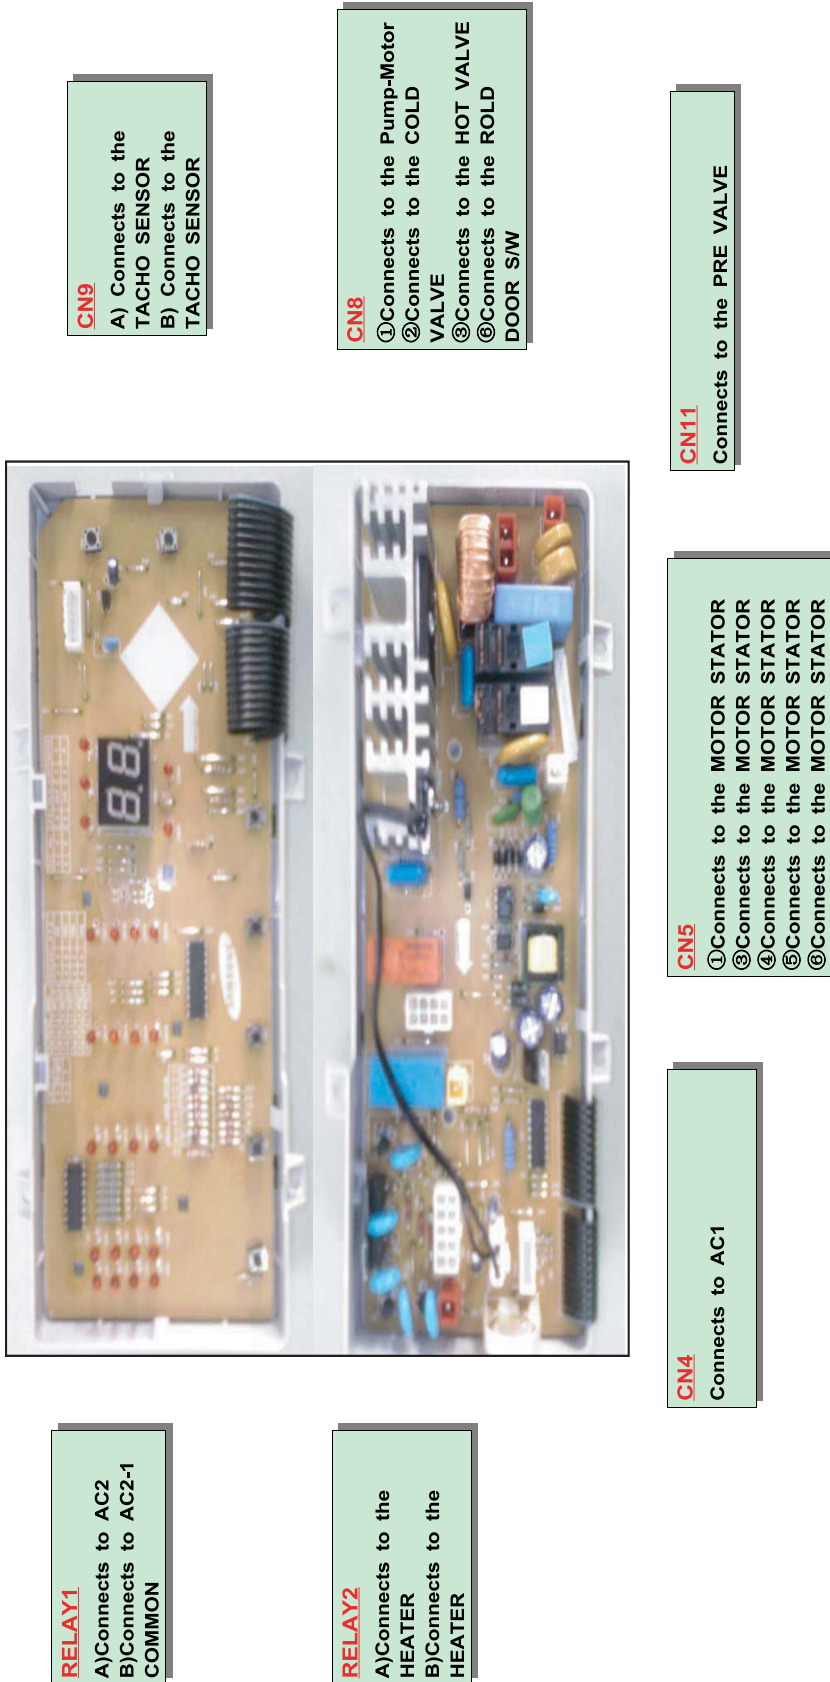 RELAY1
A)Connects to AC2
B)Connects to AC2-1
COMMON
CN9
A) Connects to the
TACHO SENSOR
B) Connects to the
TACHO SENSOR
RELAY2
A)Connects to the
HEATER
B)Connects to the
HEATER
CN8
①Connects to the Pump-Motor
②Connects to the COLD
VALVE
③Connects to the HOT VALVE
⑥Connects to the ROLD
DOOR S/W
88
CN4
Connects to AC1
CN5
①Connects to the MOTOR STATOR
③Connects to the MOTOR STATOR
④Connects to the MOTOR STATOR
⑤Connects to the MOTOR STATOR
⑥Connects to the MOTOR STATOR
CN11
Connects to the PRE VALVE